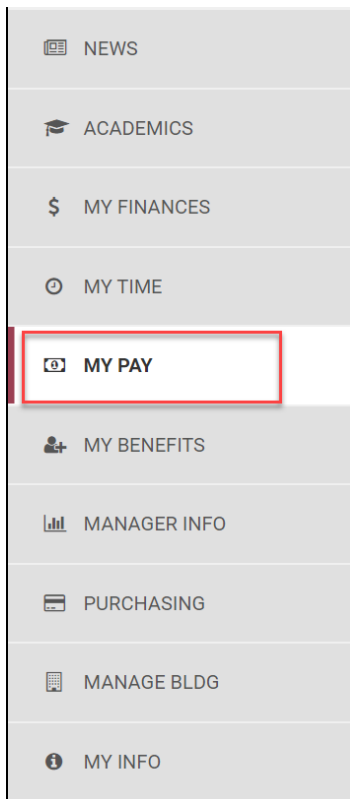 NEWS
ACADEMICS
MY FINANCES
MY TIME
MY PAY
MY BENEFITS
MANAGER INFO
PURCHASING
MANAGE BLDG
MY INFO